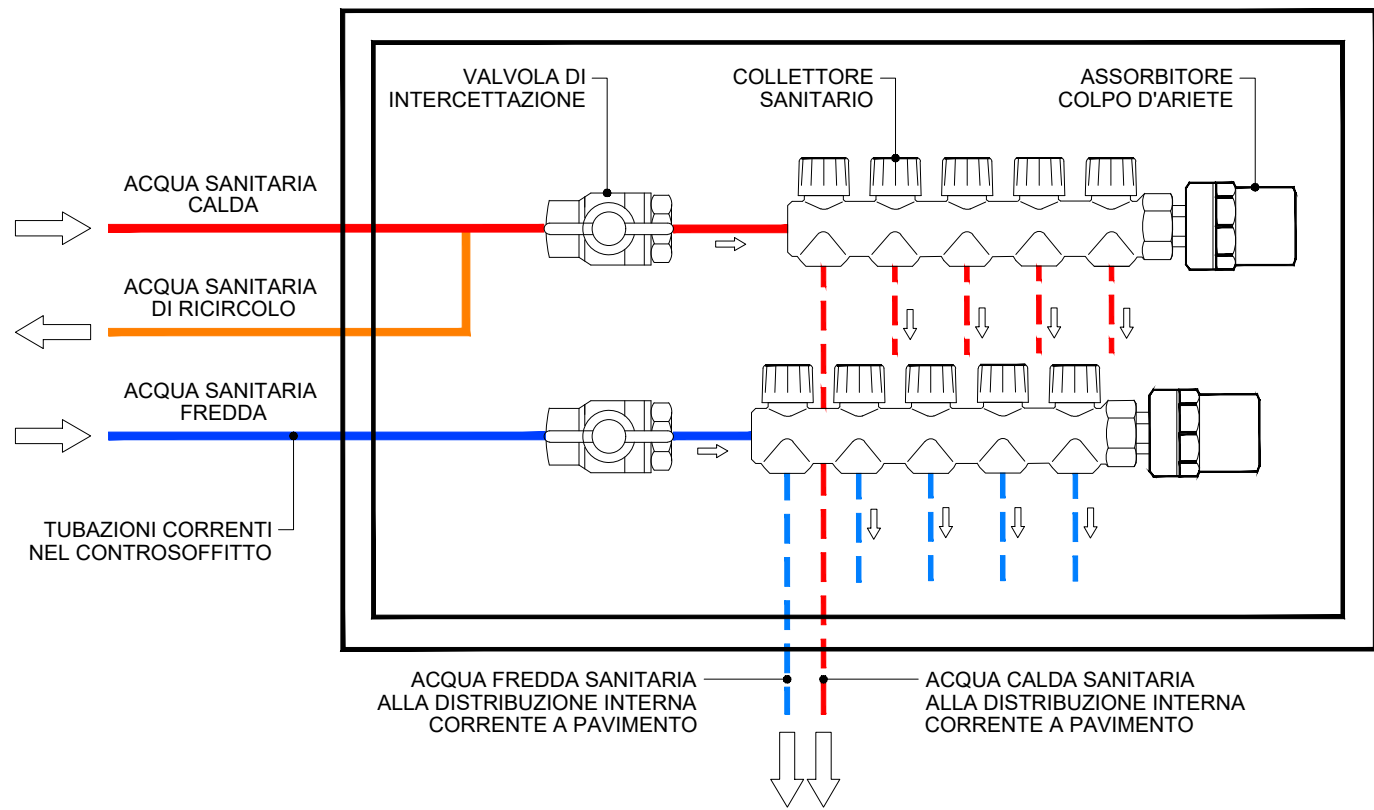 VALVOLA DI
INTERCETTAZIONE
COLLETTORE
SANITARIO
ASSORBITORE
COLPO D'ARIETE
ACQUA SANITARIA
CALDA
ACQUA SANITARIA
DI RICIRCOLO
ACQUA SANITARIA
FREDDA
TUBAZIONI CORRENTI
NEL CONTROSOFFITTO
ACQUA FREDDA SANITARIA
ALLA DISTRIBUZIONE INTERNA
CORRENTE A PAVIMENTO
ACQUA CALDA SANITARIA
ALLA DISTRIBUZIONE INTERNA
CORRENTE A PAVIMENTO